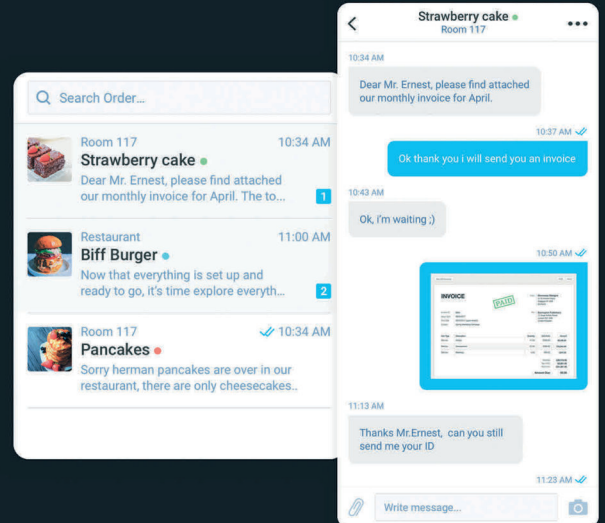 Search Order...
Room 117
10:34 AM
Strawberry cake
Dear Mr. Ernest, please find attached
our monthly invoice for April. The to...
1
Restaurant
11:00 AM
Biff Burger
Now that everything is set up and
ready to go, it's time explore everyth...
2
Room 117
10:34 AM
Pancakes
Sorry herman pancakes are over in our
restaurant, there are only cheesecakes..
Strawberry cake
Room 117
10:34 AM
Dear Mr. Ernest, please find attached
our monthly invoice for April.
10:37 AM
Ok thank you i will send you an invoice
10:43 AM
Ok, i'm waiting ;)
10:50 AM
INVOICE
PAID
11:13 AM
Thanks Mr.Ernest, can you still
send me your ID
11:23 AM
Write message...